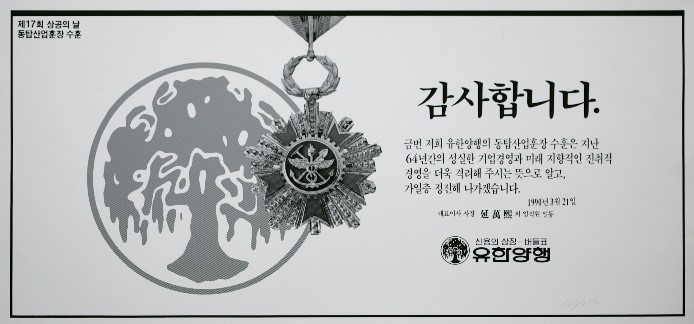 제17회 상공의 날
동탑산업훈장 수훈
감사합니다.
금번 저희 유한양행의 동탑산업훈장 수훈은 지난
64년간의 성실한 기업경영과 미래 지향적인 진취적
경영을 더욱 격려해 주시는 뜻으로 알고,
가일층 정진해 나가겠습니다.
1990년 3월 21일
대표이사 사장 延萬熙 외 임직원 일동
신용의 상징·버들표
유한양행